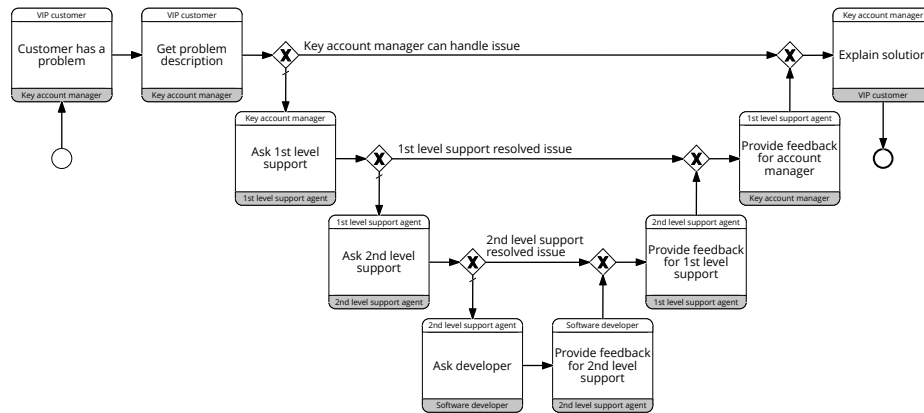 VIP customer
Customer has a
problem
Key account manager
VIP customer
Get problem
description
Key account manager
Key account manager can handle issue
Key account manager
Explain solution
VIP customer
Key account manager
Ask 1st level
support
1st level support agent
1st level support resolved issue
1st level support agent
Provide feedback
for account
manager
Key account manager
1st level support agent
Ask 2nd level
support
2nd level support agent
2nd level support
resolved issue
2nd level support agent
Provide feedback
for 1st level
support
1st level support agent
2nd level support agent
Ask developer
Software developer
Software developer
Provide feedback
for 2nd level
support
2nd level support agent